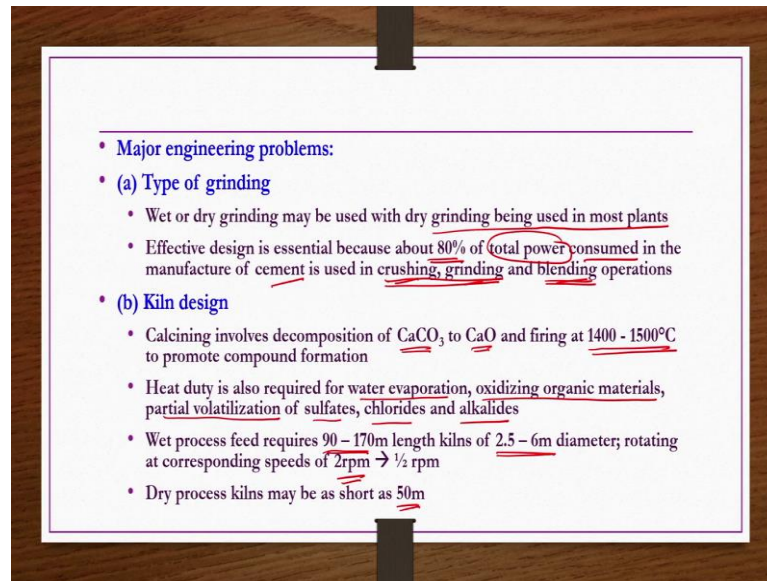 • Major engineering problems:
• (a) Type of grinding
• Wet or dry grinding may be used with dry grinding being used in most plants
• Effective design is essential because about 80% of total power consumed in the
manufacture of cement is used in crushing, grinding and blending operations
• (b) Kiln design
• Calcining involves decomposition of CaCO₃ to CaO and firing at 1400 - 1500°C
to promote compound formation
• Heat duty is also required for water evaporation, oxidizing organic materials,
partial volatilization of sulfates, chlorides and alkalides
• Wet process feed requires 90 – 170m length kilns of 2.5 – 6m diameter; rotating
at corresponding speeds of 2rpm → ½ rpm
• Dry process kilns may be as short as 50m